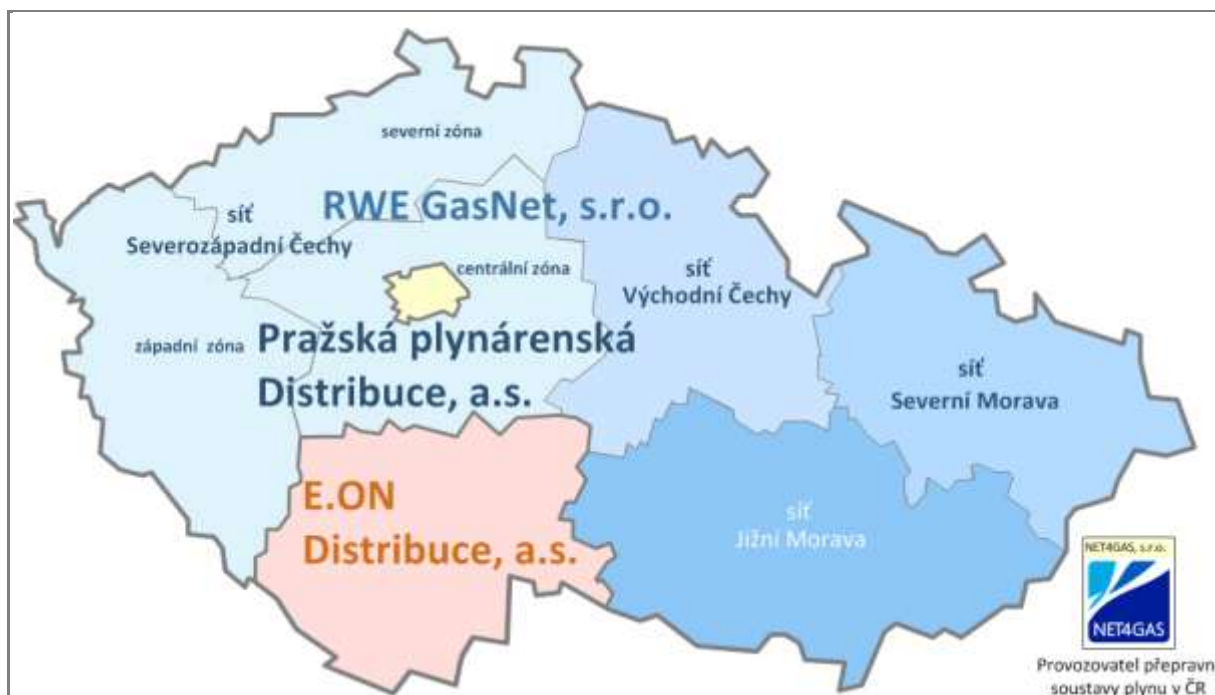 severní zóna
RWE GasNet, s.r.o.
síť
Severozápadní Čechy
centrální zóna
síť
Východní Čechy
západní zóna
Pražská plynárenská
Distribuce, a.s.
síť
Severní Morava
E.ON
Distribuce, a.s.
síť
Jižní Morava
NET4GAS, s.r.o.
NET4GAS
Provozovatel přepravn
soustavy plynu v ČR